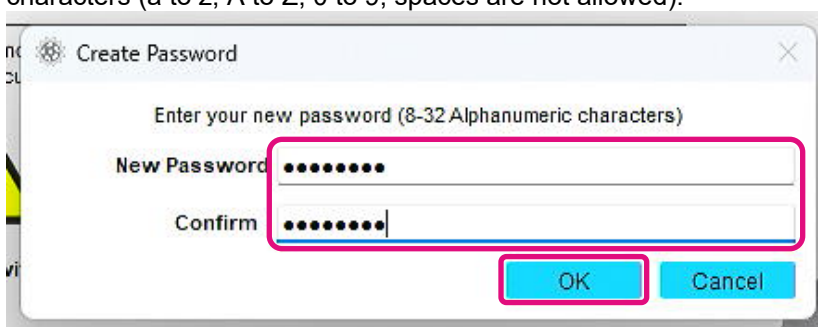 characters (a to z, A to Z, 0 to 9, spaces are not allowed).
Create Password
Enter your new password (8-32 Alphanumeric characters)
New Password ●●●●●●●●
Confirm ●●●●●●●●
OK Cancel